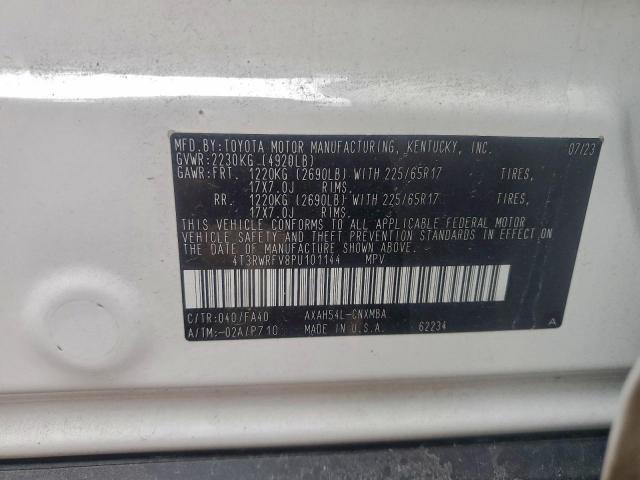 MFD.BY:TOYOTA MOTOR MANUFACTURING, KENTUCKY, INC. 07/23
GVWR:2230KG (4920LB)
GAWR:FRT. 1220KG (2690LB) WITH 225/65R17 TIRES,
17X7.0J RIMS.
RR. 1220KG (2690LB) WITH 225/65R17 TIRES,
17X7.0J RIMS.
THIS VEHICLE CONFORMS TO ALL APPLICABLE FEDERAL MOTOR
VEHICLE SAFETY AND THEFT PREVENTION STANDARDS IN EFFECT ON
THE DATE OF MANUFACTURE SHOWN ABOVE.
4T3RWRFV8PU101144 MPV
C/TR:040/FA40 AXAH54L-CNXMBA
A/TM:-02A/P710 MADE IN U.S.A. 62234 A